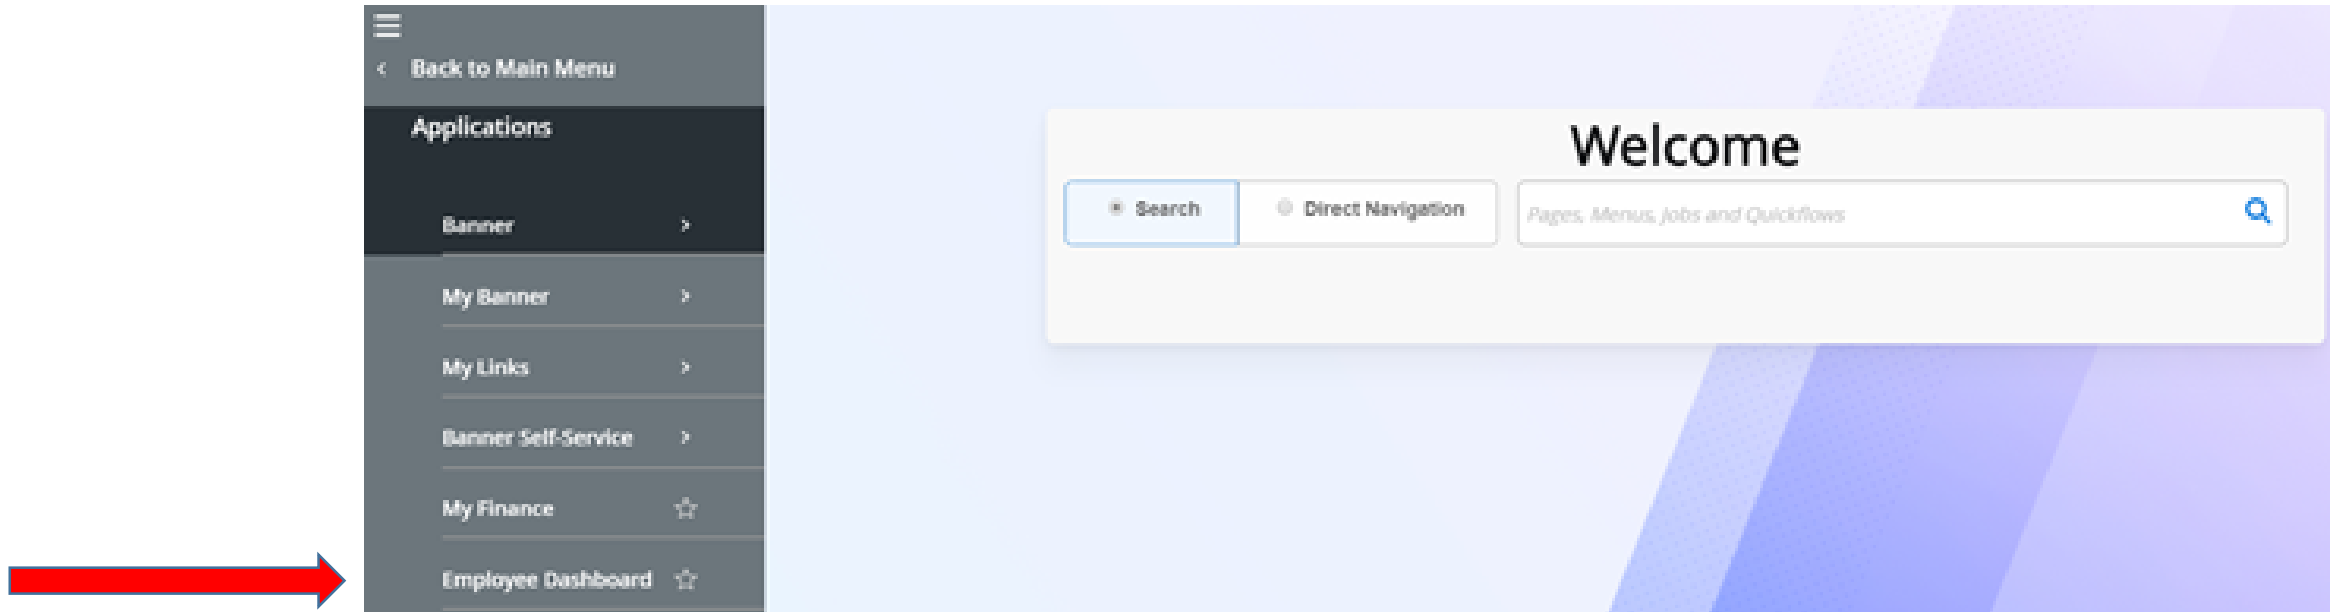 Back to Main Menu
Applications
Banner
My Banner
My Links
Banner Self-Service
My Finance
Employee Dashboard
Welcome
Search
Direct Navigation
Pages, Menus, Jobs and Quickflows